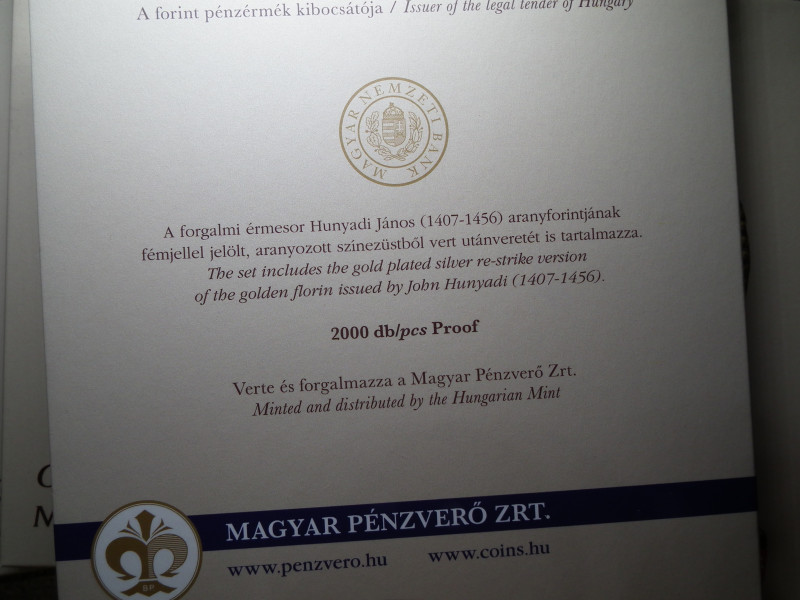 A forint pénzérmék kibocsátója / Issuer of the legal tender of Hungary
MAGYAR NEMZETI BANK
A forgalmi érmesor Hunyadi János (1407-1456) aranyforintjának
fémjellel jelölt, aranyozott színezüstből vert utánveretét is tartalmazza.
The set includes the gold plated silver re-strike version
of the golden florin issued by John Hunyadi (1407-1456).
2000 db/pcs Proof
Verte és forgalmazza a Magyar Pénzverő Zrt.
Minted and distributed by the Hungarian Mint
MAGYAR PÉNZVERŐ ZRT.
www.penzvero.hu www.coins.hu
BP